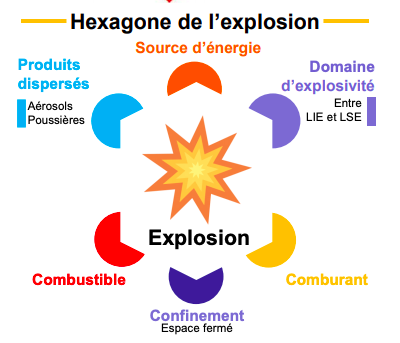 Hexagone de l'explosion
Source d'énergie
Produits
dispersés
Aérosols
Poussières
Domaine
d'explosivité
Entre
LIE et LSE
Explosion
Combustible
Comburant
Confinement
Espace fermé